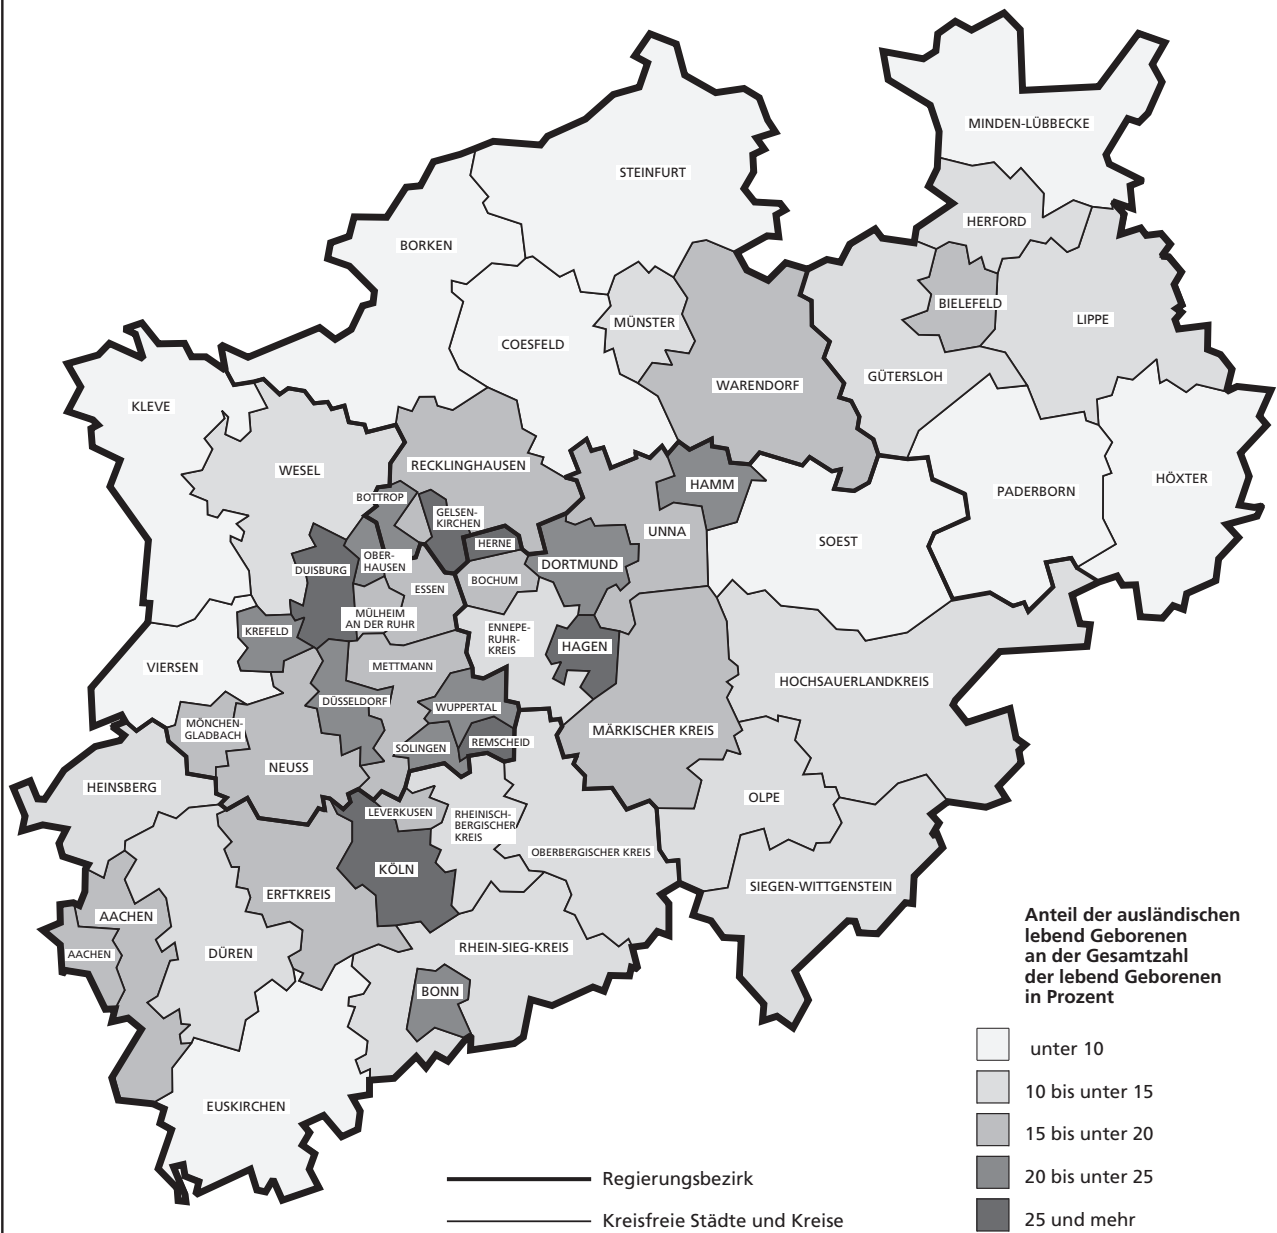 MINDEN-LÜBBECKE
STEINFURT
HERFORD
BORKEN
BIELEFELD
LIPPE
MÜNSTER
COESFELD
GÜTERSLOH
WARENDORF
KLEVE
RECKLINGHAUSEN
WESEL
HÖXTER
HAMM
PADERBORN
BOTTROP
GELSEN-
KIRCHEN
UNNA
SOEST
HERNE
OBER-
HAUSEN
DORTMUND
DUISBURG
BOCHUM
ESSEN
MÜLHEIM
AN DER RUHR
KREFELD
ENNEPE-
RUHR-
KREIS
HAGEN
VIERSEN
METTMANN
HOCHSAUERLANDKREIS
DÜSSELDORF
WUPPERTAL
MÖNCHEN-
GLADBACH
MÄRKISCHER KREIS
REMSCHEID
SOLINGEN
NEUSS
HEINSBERG
OLPE
LEVERKUSEN
RHEINISCH-
BERGISCHER
KREIS
OBERBERGISCHER KREIS
KÖLN
SIEGEN-WITTGENSTEIN
ERFTKREIS
AACHEN
RHEIN-SIEG-KREIS
DÜREN
AACHEN
BONN
EUSKIRCHEN
Anteil der ausländischen
lebend Geborenen
an der Gesamtzahl
der lebend Geborenen
in Prozent
unter 10
10 bis unter 15
15 bis unter 20
20 bis unter 25
25 und mehr
Regierungsbezirk
Kreisfreie Städte und Kreise